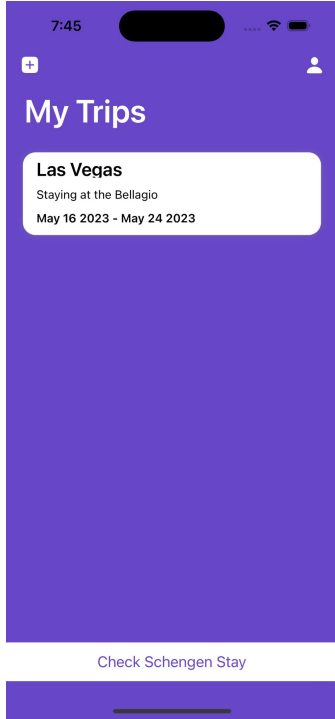 7:45
My Trips
Las Vegas
Staying at the Bellagio
May 16 2023 - May 24 2023
Check Schengen Stay